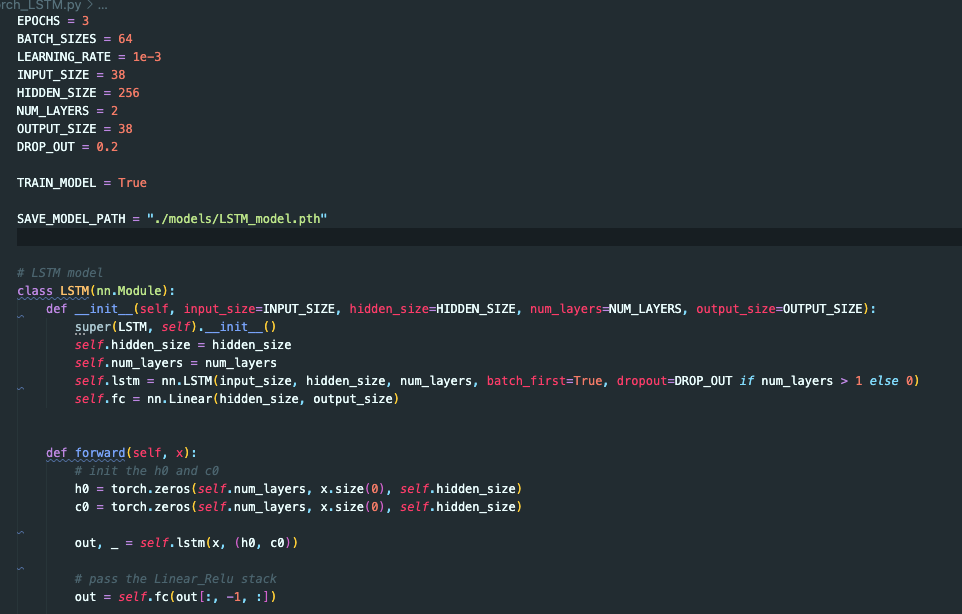 rch_LSTM.py > ...
EPOCHS = 3
BATCH_SIZES = 64
LEARNING_RATE = 1e-3
INPUT_SIZE = 38
HIDDEN_SIZE = 256
NUM_LAYERS = 2
OUTPUT_SIZE = 38
DROP_OUT = 0.2
TRAIN_MODEL = True
SAVE_MODEL_PATH = "./models/LSTM_model.pth"
# LSTM model
class LSTM(nn.Module):
    def __init__(self, input_size=INPUT_SIZE, hidden_size=HIDDEN_SIZE, num_layers=NUM_LAYERS, output_size=OUTPUT_SIZE):
        super(LSTM, self).__init__()
        self.hidden_size = hidden_size
        self.num_layers = num_layers
        self.lstm = nn.LSTM(input_size, hidden_size, num_layers, batch_first=True, dropout=DROP_OUT if num_layers > 1 else 0)
        self.fc = nn.Linear(hidden_size, output_size)
    def forward(self, x):
        # init the h0 and c0
        h0 = torch.zeros(self.num_layers, x.size(0), self.hidden_size)
        c0 = torch.zeros(self.num_layers, x.size(0), self.hidden_size)
        out, _ = self.lstm(x, (h0, c0))
        # pass the Linear_Relu stack
        out = self.fc(out[:, -1, :])